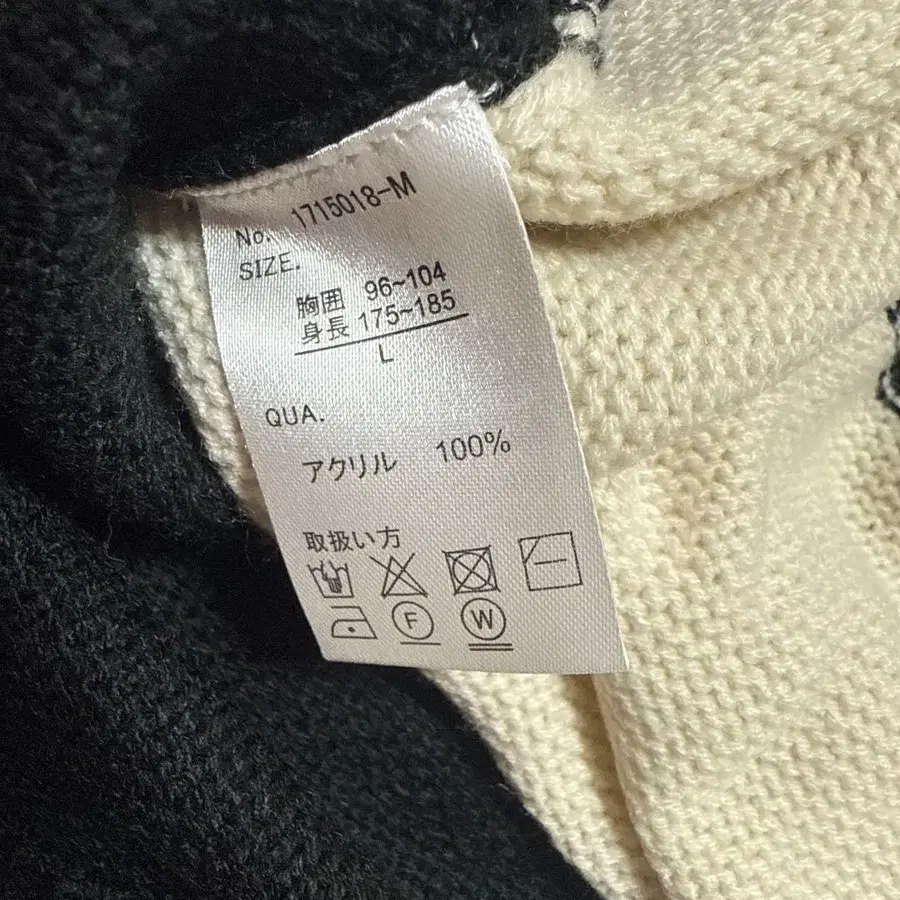 No. 1715018-M
SIZE.
胸囲 96~104
身長 175~185
L
QUA.
アクリル 100%
取扱い方
F W